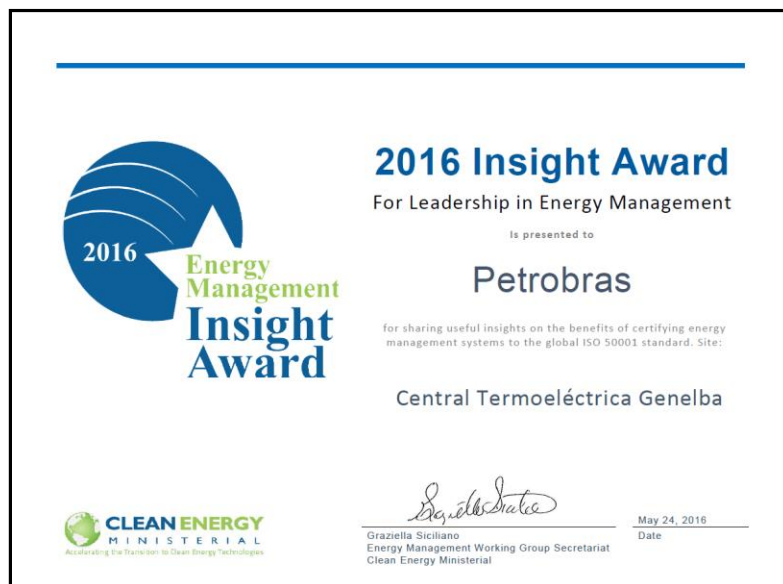 2016 Insight Award
For Leadership in Energy Management
Is presented to
Petrobras
for sharing useful insights on the benefits of certifying energy
management systems to the global ISO 50001 standard. Site:
Central Termoeléctrica Genelba
2016
Energy
Management
Insight
Award
CLEAN ENERGY
MINISTERIAL
Accelerating the Transition to Clean Energy Technologies
Graziella Siciliano
Energy Management Working Group Secretariat
Clean Energy Ministerial
May 24, 2016
Date